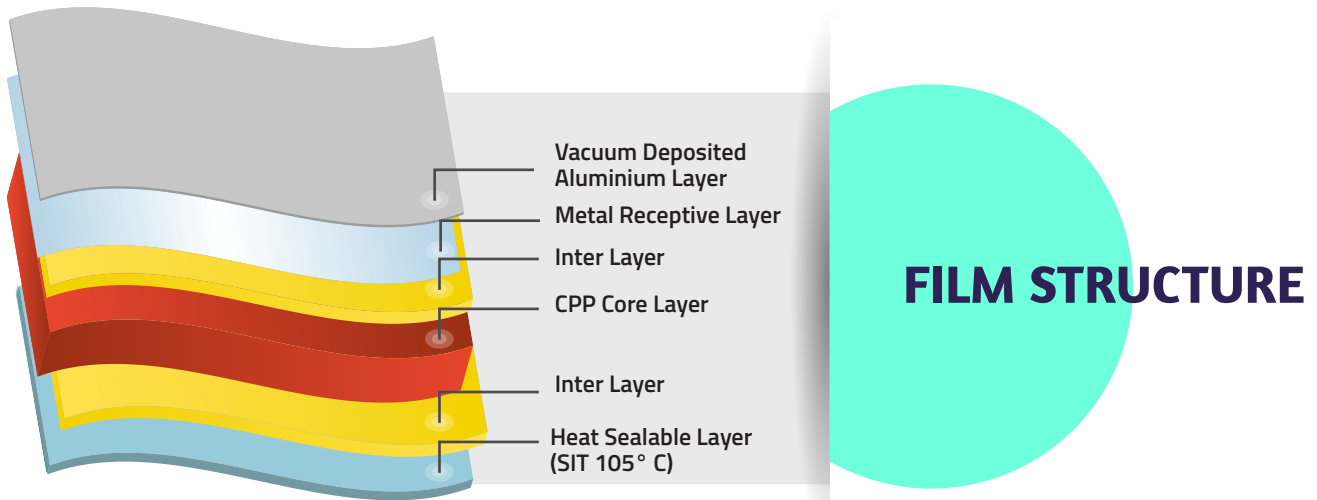 Vacuum Deposited
Aluminium Layer
Metal Receptive Layer
Inter Layer
CPP Core Layer
Inter Layer
Heat Sealable Layer
(SIT 105° C)
FILM STRUCTURE